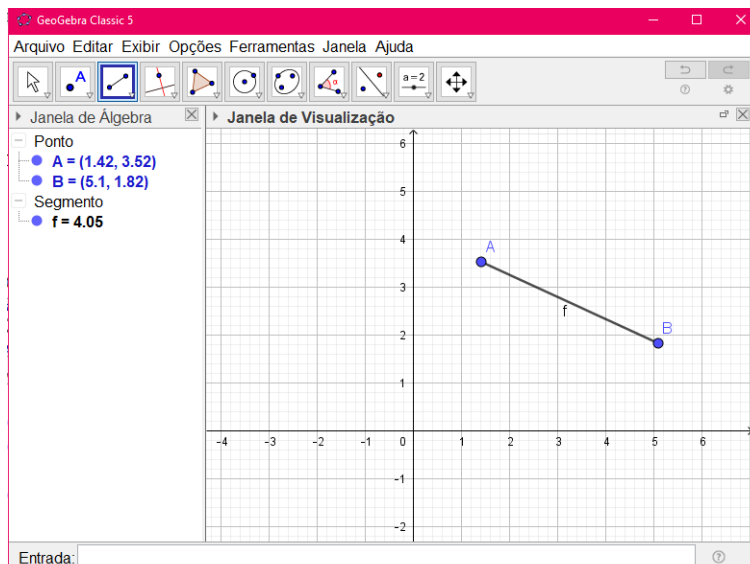 GeoGebra Classic 5
Arquivo Editar Exibir Opções Ferramentas Janela Ajuda
A
α
a=2
Janela de Álgebra
Janela de Visualização
Ponto
A = (1.42, 3.52)
B = (5.1, 1.82)
Segmento
f = 4.05
6
5
4
3
2
1
-1
-2
-4 -3 -2 -1 0 1 2 3 4 5 6
A
f
B
Entrada: